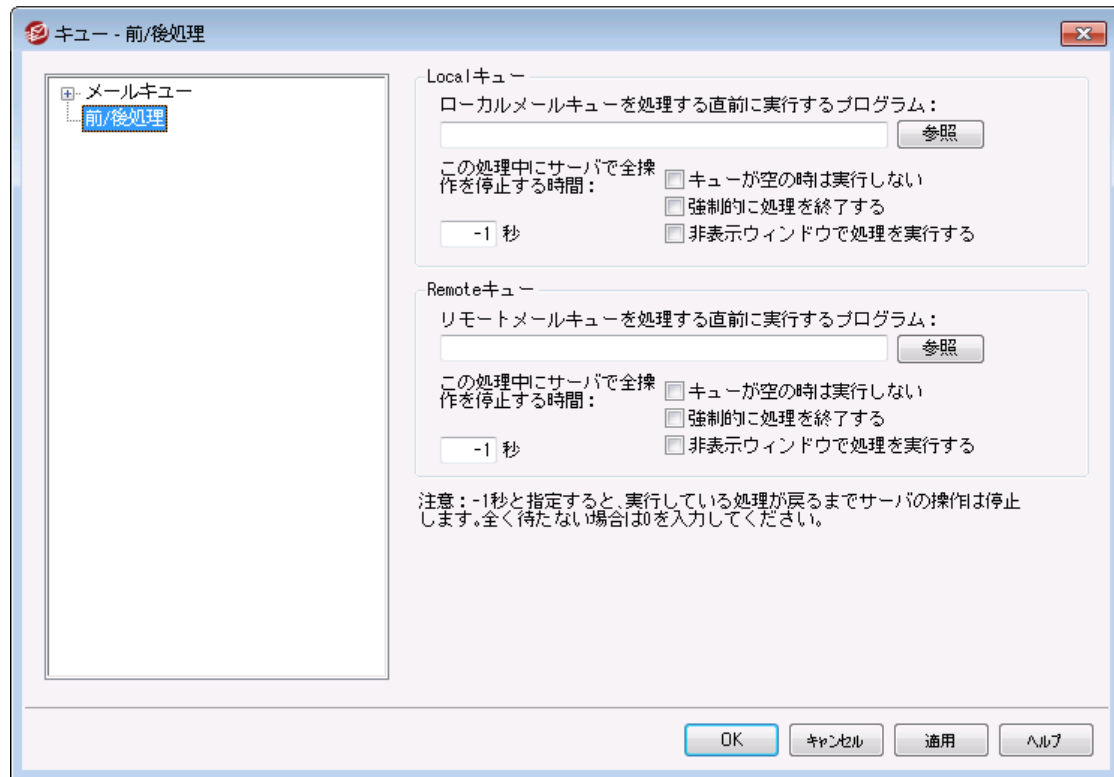 キュー - 前/後処理
メールキュー
前/後処理
Localキュー
ローカルメールキューを処理する直前に実行するプログラム：
参照
この処理中にサーバで全操
作を停止する時間：
-1 秒
キューが空の時は実行しない
強制的に処理を終了する
非表示ウィンドウで処理を実行する
Remoteキュー
リモートメールキューを処理する直前に実行するプログラム：
参照
この処理中にサーバで全操
作を停止する時間：
-1 秒
キューが空の時は実行しない
強制的に処理を終了する
非表示ウィンドウで処理を実行する
注意：-1秒と指定すると、実行している処理が戻るまでサーバの操作は停止
します。全く待たない場合は0を入力してください。
OK
キャンセル
適用
ヘルプ